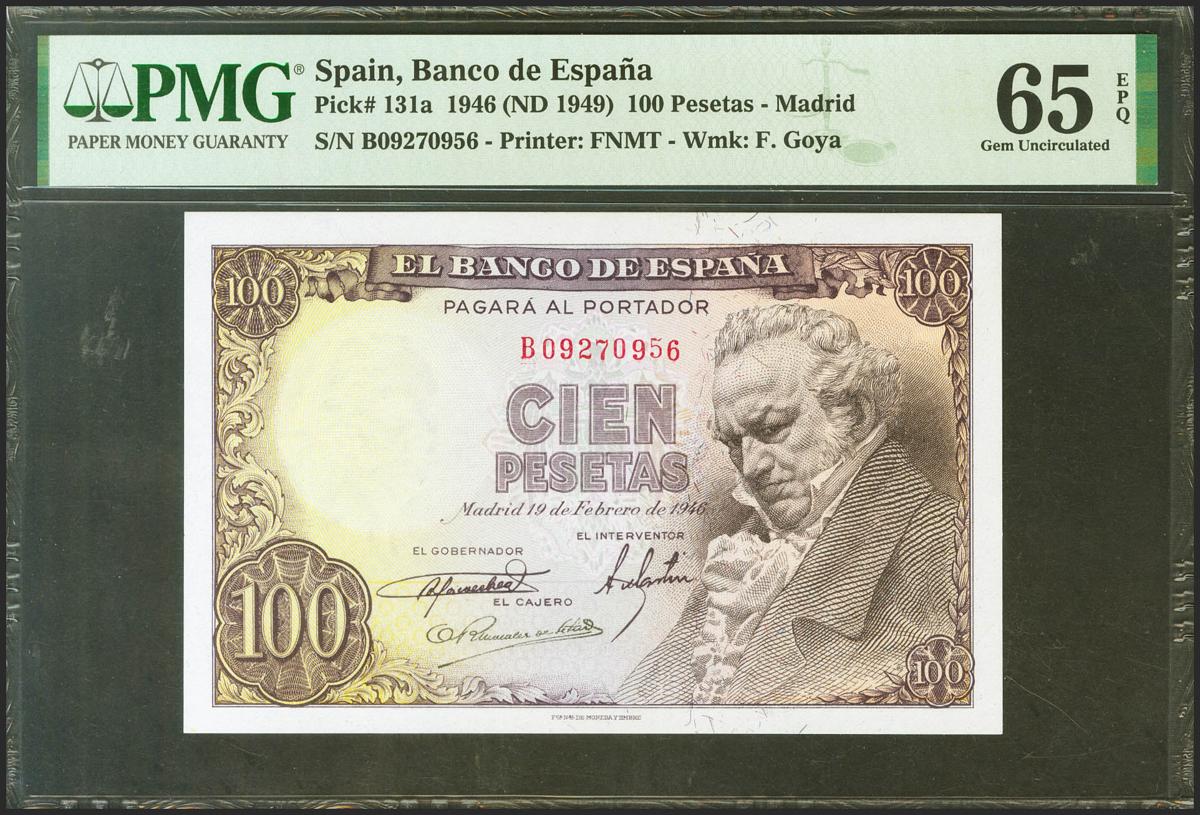 PMG®
PAPER MONEY GUARANTY
Spain, Banco de España
Pick# 131a 1946 (ND 1949) 100 Pesetas - Madrid
S/N B09270956 - Printer: FNMT - Wmk: F. Goya
65
EPQ
Gem Uncirculated
100
EL BANCO DE ESPAÑA
100
PAGARÁ AL PORTADOR
B09270956
CIEN
PESETAS
Madrid 19 de Febrero de 1946
EL INTERVENTOR
EL GOBERNADOR
EL CAJERO
100
100